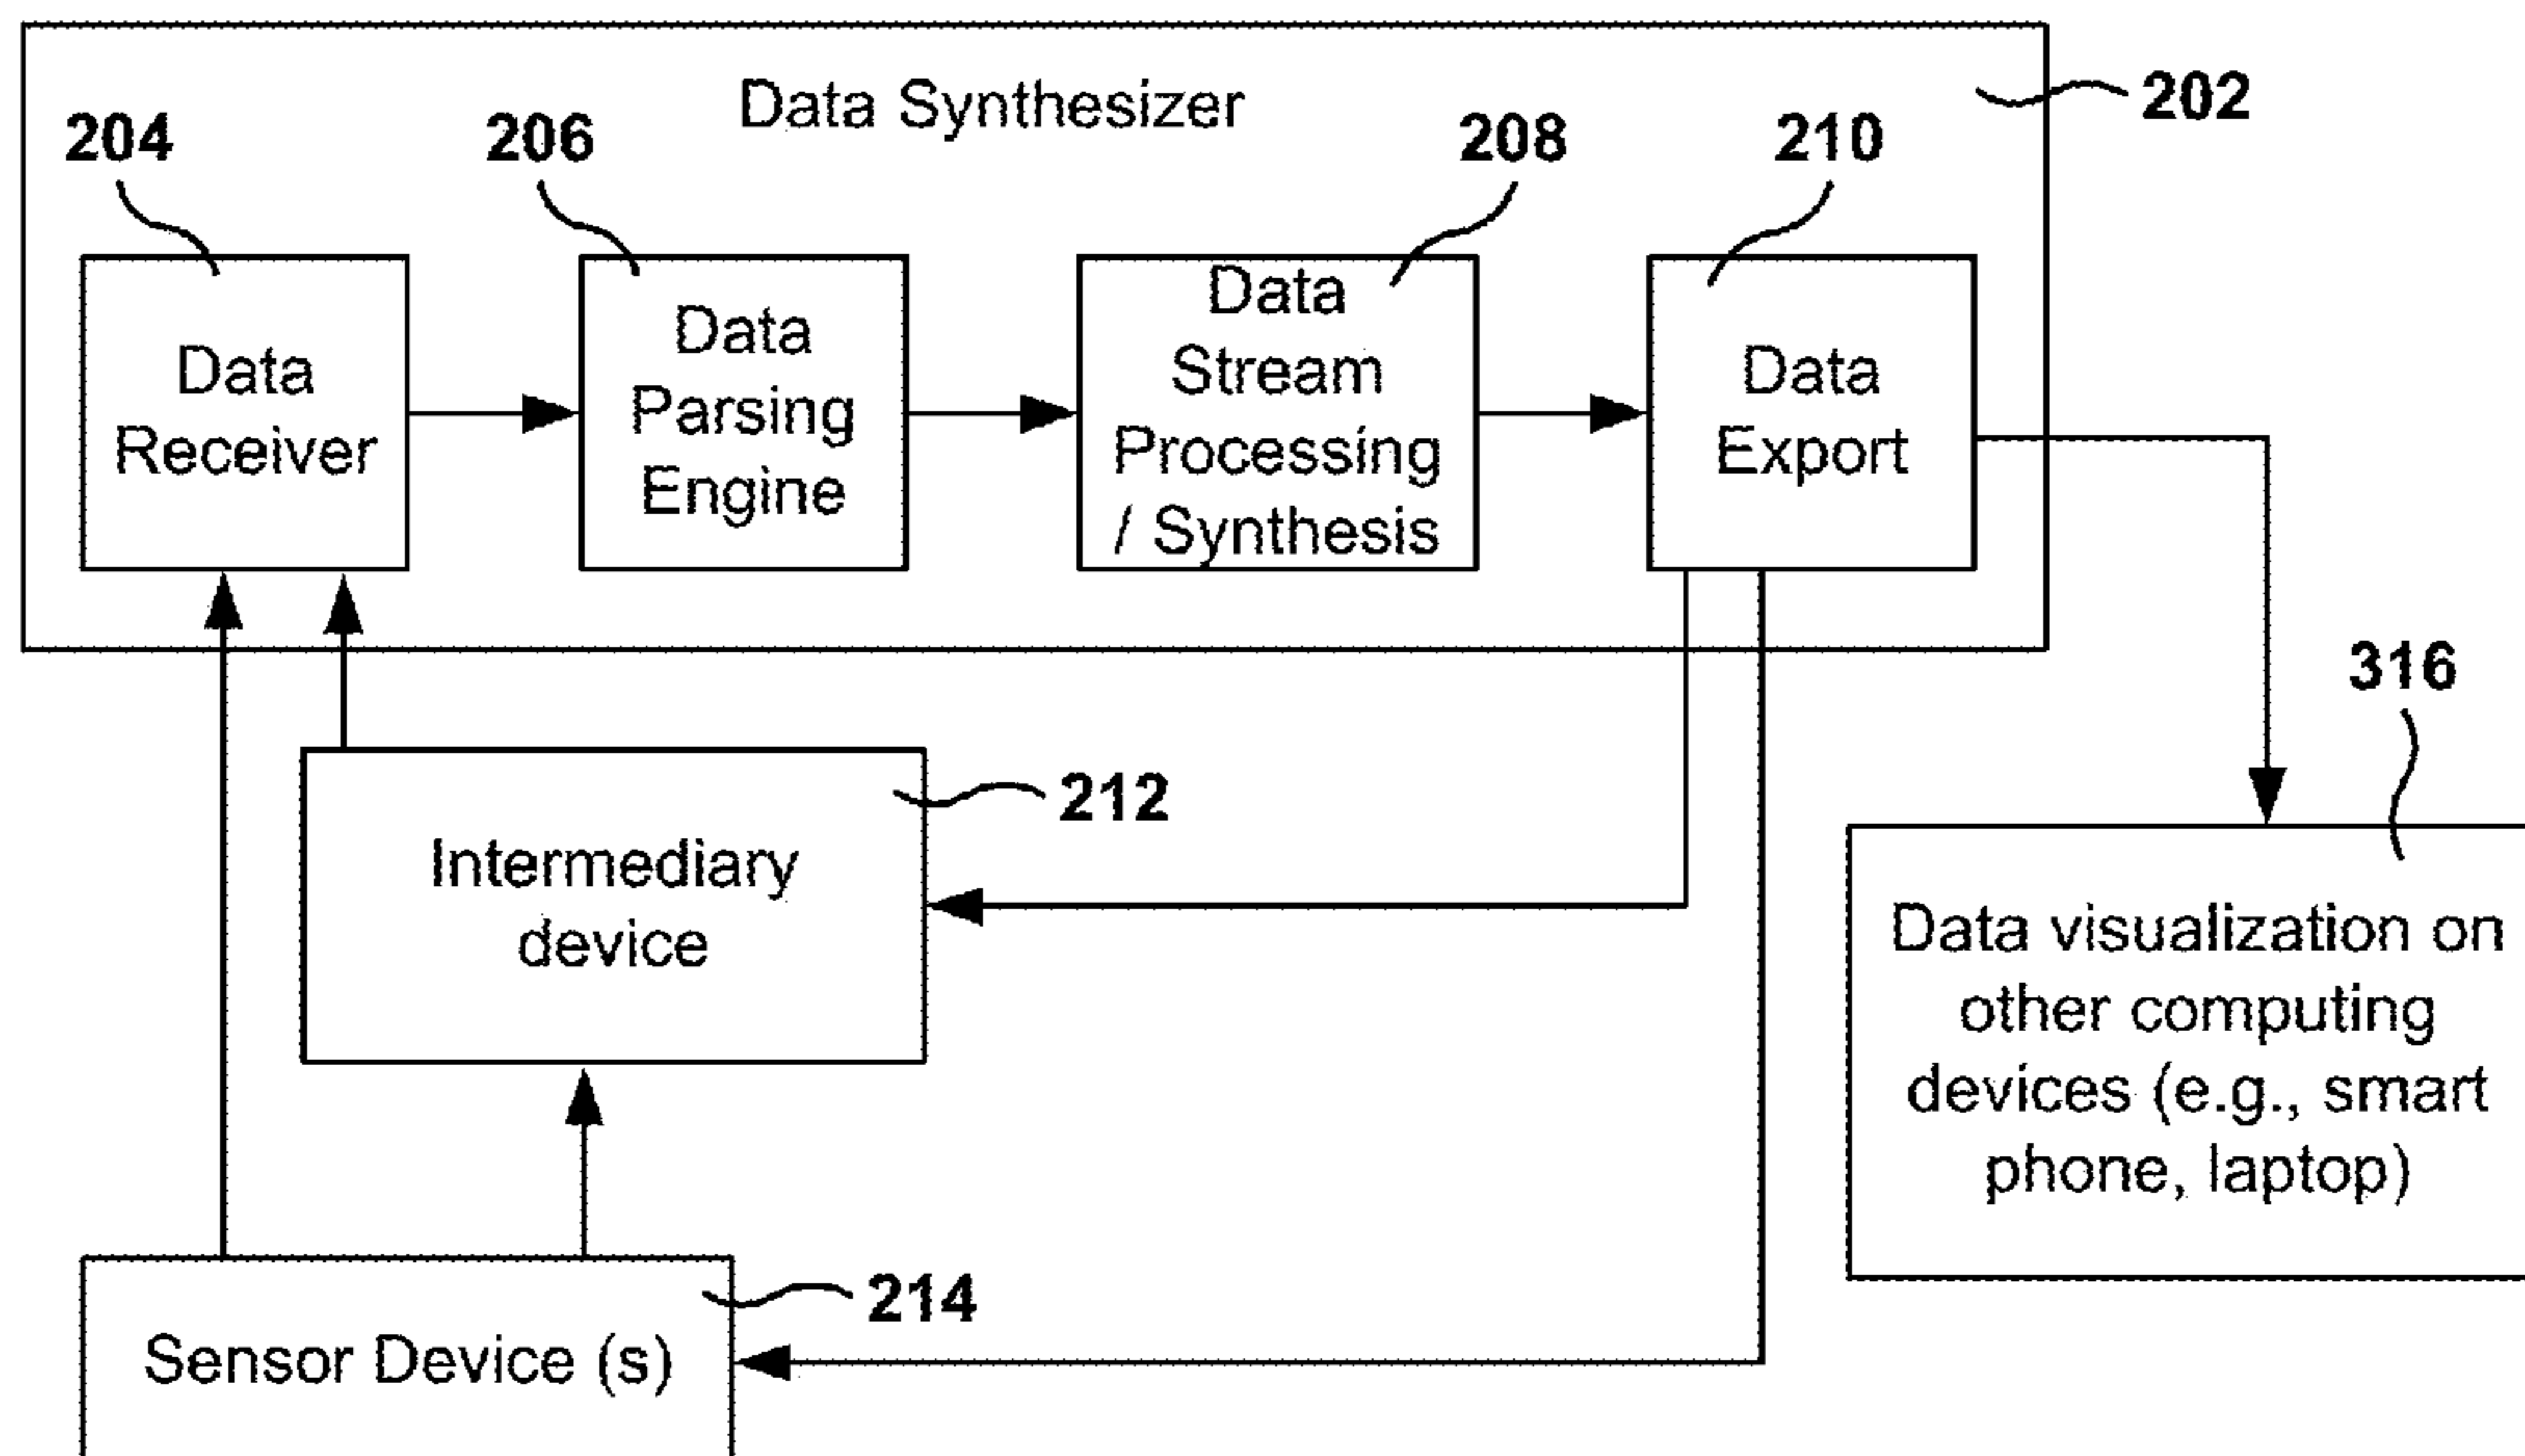 Data Synthesizer
202
204
206
208
210
Data
Receiver
Data
Parsing
Engine
Data
Stream
Processing
/ Synthesis
Data
Export
316
212
Intermediary
device
Data visualization on
other computing
devices (e.g., smart
phone, laptop)
214
Sensor Device (s)